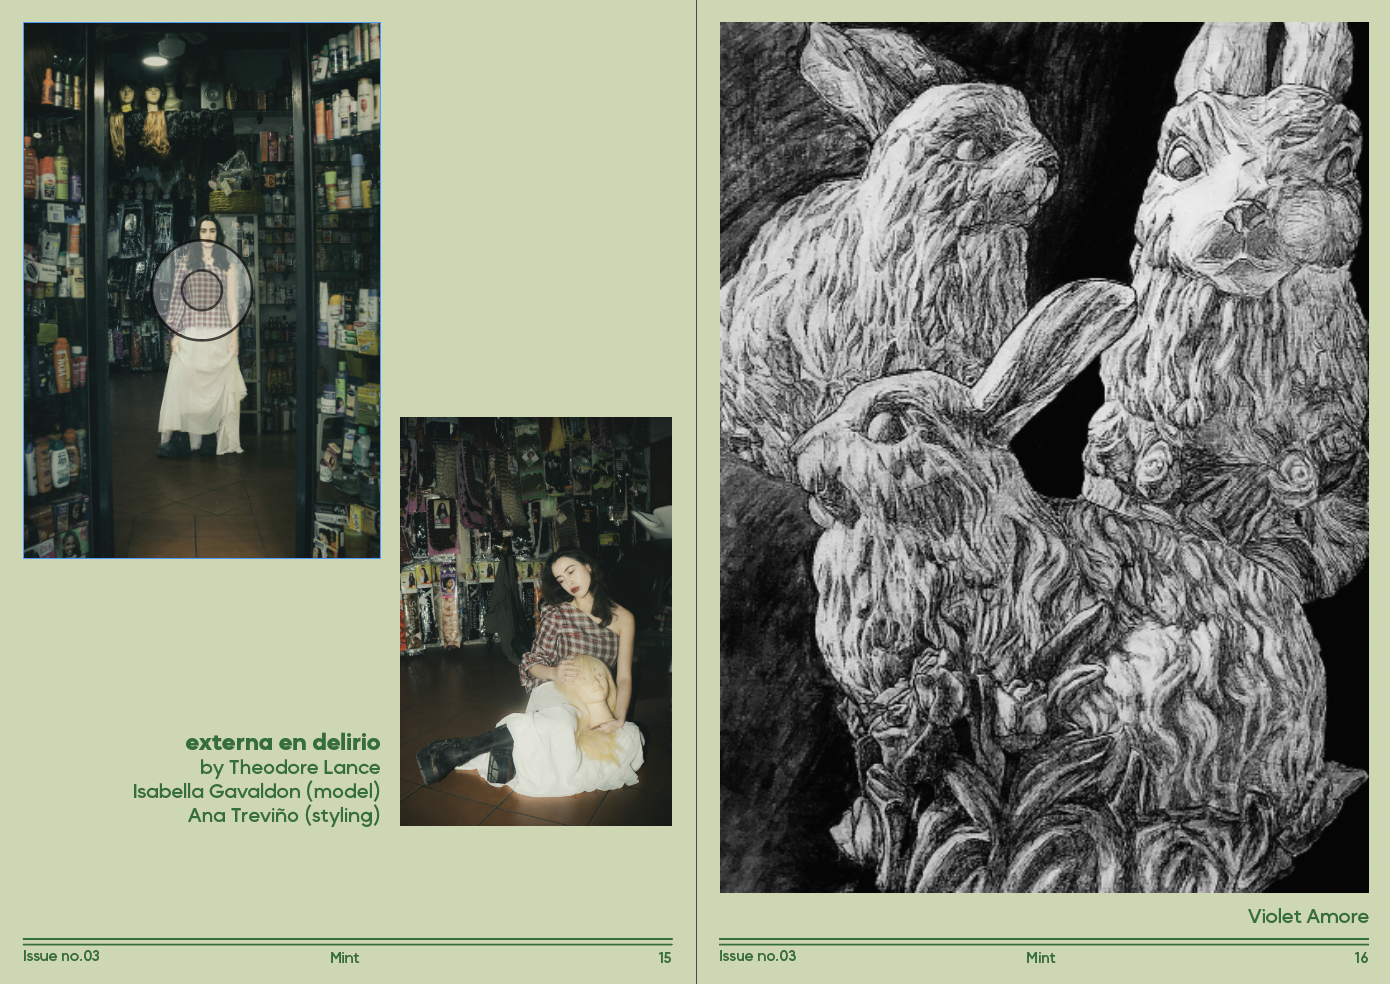 externa en delirio
by Theodore Lance
Isabella Gavaldon (model)
Ana Treviño (styling)
Issue no.03
Mint
15
Violet Amore
Issue no.03
Mint
16